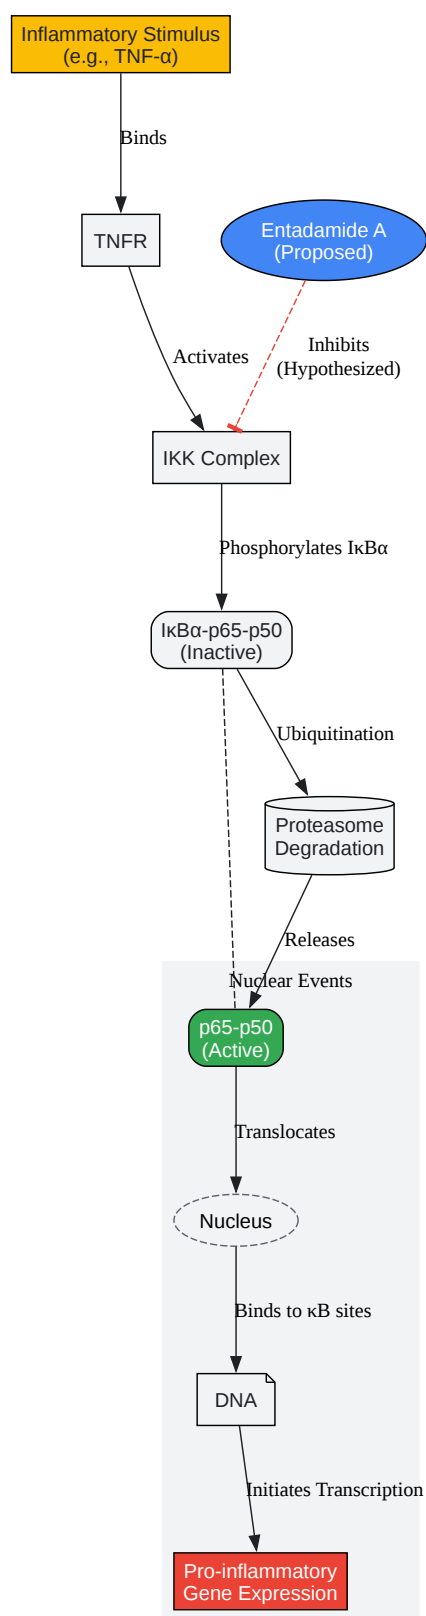 Inflammatory Stimulus
(e.g., TNF-α)
Binds
TNFR
Entadamide A
(Proposed)
Activates
Inhibits
(Hypothesized)
IKK Complex
Phosphorylates IκBα
IκBα-p65-p50
(Inactive)
Ubiquitination
Proteasome
Degradation
Releases
Nuclear Events
p65-p50
(Active)
Translocates
Nucleus
Binds to κB sites
DNA
Initiates Transcription
Pro-inflammatory
Gene Expression